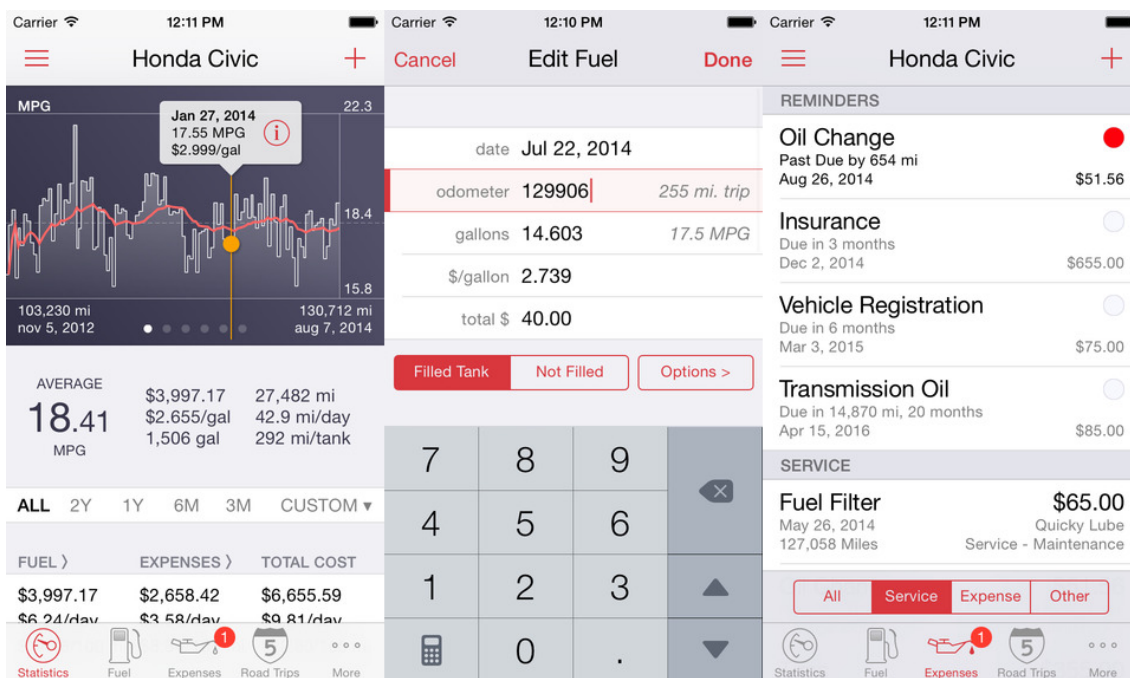 Carrier 12:11 PM
Honda Civic +
MPG 22.3
Jan 27, 2014
17.55 MPG
$2.999/gal
i
18.4
15.8
103,230 mi 130,712 mi
nov 5, 2012 aug 7, 2014
AVERAGE
18.41
MPG
$3,997.17 27,482 mi
$2.655/gal 42.9 mi/day
1,506 gal 292 mi/tank
ALL 2Y 1Y 6M 3M CUSTOM ▾
FUEL 〉 EXPENSES 〉 TOTAL COST
$3,997.17 $2,658.42 $6,655.59
$6.24/day $3.58/day $9.81/day
1 5
Statistics Fuel Expenses Road Trips More
Carrier 12:10 PM
Cancel Edit Fuel Done
date Jul 22, 2014
odometer 129906 255 mi. trip
gallons 14.603 17.5 MPG
$/gallon 2.739
total $ 40.00
Filled Tank Not Filled Options >
7 8 9
4 5 6
1 2 3
0 .
Carrier 12:11 PM
Honda Civic +
REMINDERS
Oil Change
Past Due by 654 mi
Aug 26, 2014 $51.56
Insurance
Due in 3 months
Dec 2, 2014 $655.00
Vehicle Registration
Due in 6 months
Mar 3, 2015 $75.00
Transmission Oil
Due in 14,870 mi, 20 months
Apr 15, 2016 $85.00
SERVICE
Fuel Filter $65.00
May 26, 2014 Quicky Lube
127,058 Miles Service - Maintenance
All Service Expense Other
1 5
Statistics Fuel Expenses Road Trips More